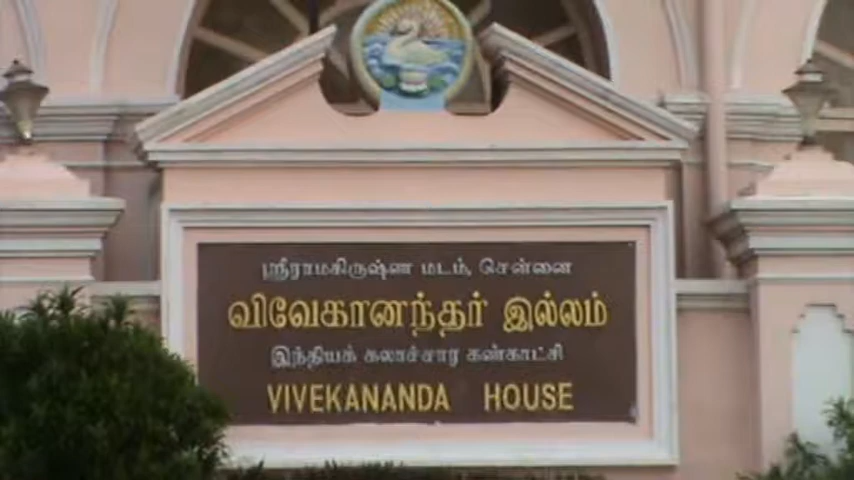 ஸ்ரீராமகிருஷ்ண மடம், சென்னை
விவேகானந்தர் இல்லம்
இந்தியக் கலாச்சார கண்காட்சி
VIVEKANANDA HOUSE